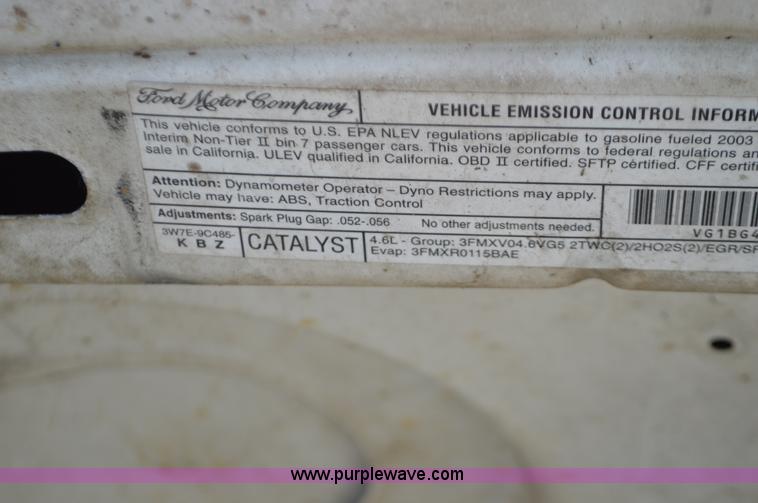 Ford Motor Company,
VEHICLE EMISSION CONTROL INFORM
This vehicle conforms to U.S. EPA NLEV regulations applicable to gasoline fueled 2003
Interim Non-Tier II bin 7 passenger cars. This vehicle conforms to federal regulations an
sale in California. ULEV qualified in California. OBD II certified. SFTP certified. CFF certifi
Attention: Dynamometer Operator – Dyno Restrictions may apply.
Vehicle may have: ABS, Traction Control
Adjustments: Spark Plug Gap: .052-.056 No other adjustments needed.
VG1BG4
3W7E-9C485-
K B Z
CATALYST
4.6L - Group: 3FMXV04.6VG5 2TWC(2)/2HO2S(2)/EGR/SF
Evap: 3FMXR0115BAE
www.purplewave.com